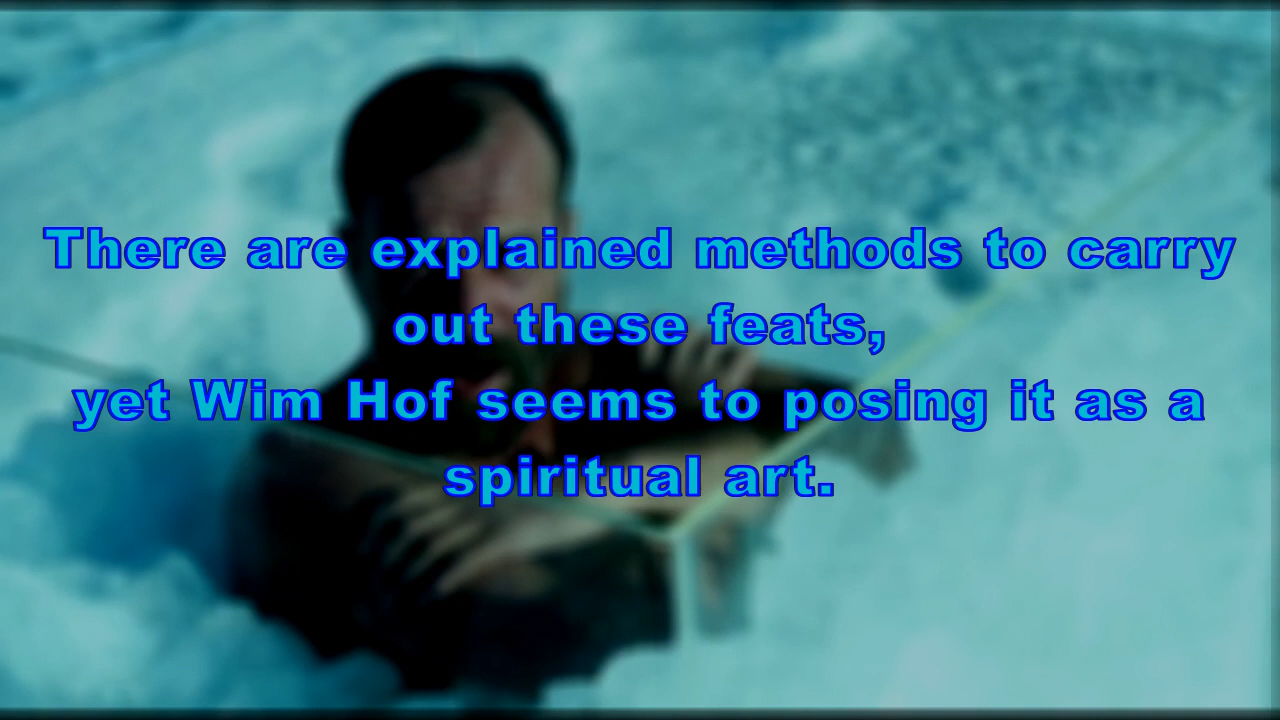 There are explained methods to carry
out these feats,
yet Wim Hof seems to posing it as a
spiritual art.